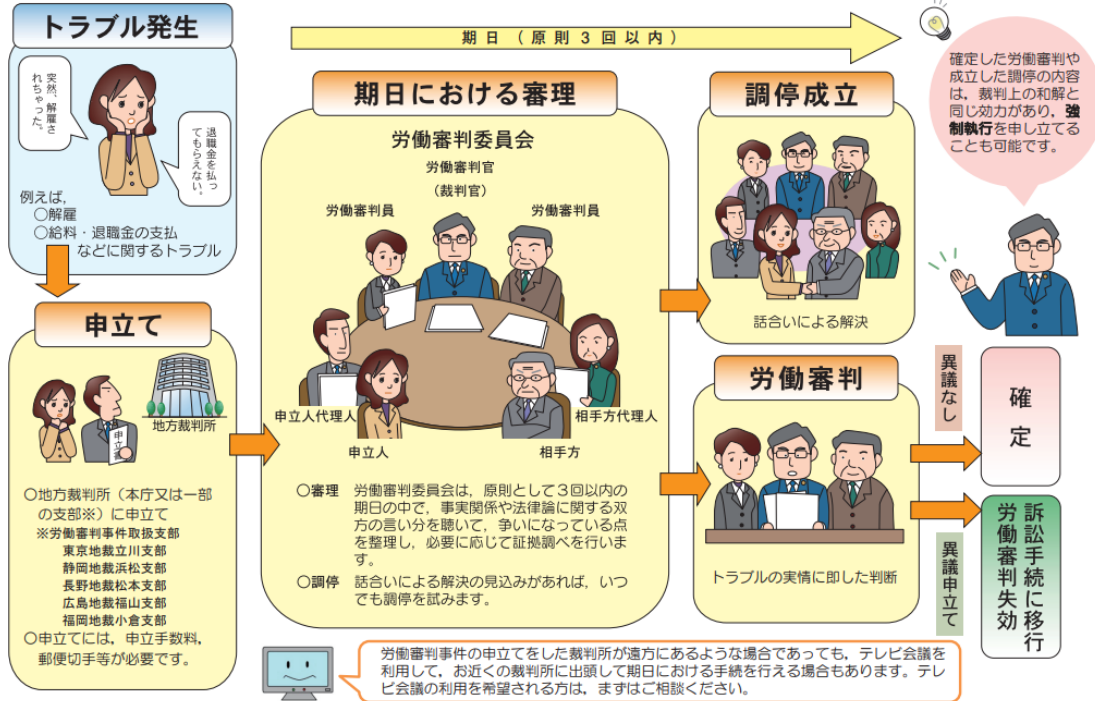 トラブル発生
突然、解雇さ
れちゃった。
退職金を払っ
てもらえない。
例えば，
○解雇
○給料・退職金の支払
などに関するトラブル
申立て
申立書
地方裁判所
○地方裁判所（本庁又は一部
の支部※）に申立て
※労働審判事件取扱支部
東京地裁立川支部
静岡地裁浜松支部
長野地裁松本支部
広島地裁福山支部
福岡地裁小倉支部
○申立てには，申立手数料，
郵便切手等が必要です。
期日（原則３回以内）
期日における審理
労働審判委員会
労働審判官
（裁判官）
労働審判員
労働審判員
申立人代理人
申立人
相手方
相手方代理人
○審理　労働審判委員会は，原則として３回以内の
期日の中で，事実関係や法律論に関する双
方の言い分を聴いて，争いになっている点
を整理し，必要に応じて証拠調べを行いま
す。
○調停　話合いによる解決の見込みがあれば，いつ
でも調停を試みます。
調停成立
話合いによる解決
労働審判
トラブルの実情に即した判断
確定した労働審判や
成立した調停の内容
は，裁判上の和解と
同じ効力があり，強
制執行を申し立てる
ことも可能です。
異議なし
確定
異議申立て
訴訟手続に移行
労働審判失効
労働審判事件の申立てをした裁判所が遠方にあるような場合であっても，テレビ会議を
利用して，お近くの裁判所に出頭して期日における手続を行える場合もあります。テレ
ビ会議の利用を希望される方は，まずはご相談ください。